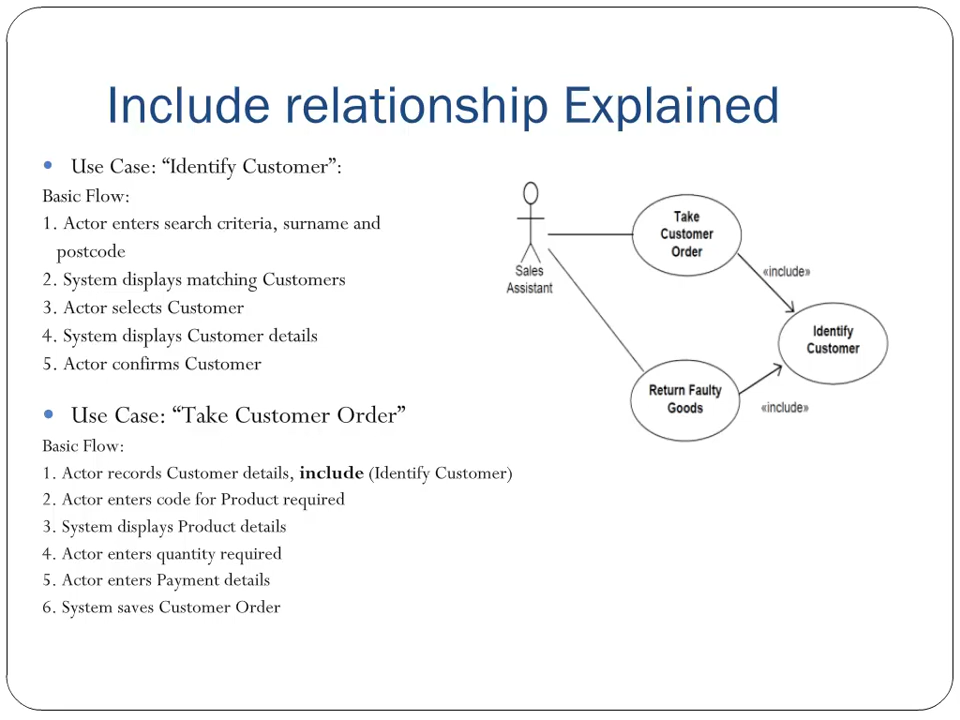 Include relationship Explained
• Use Case: “Identify Customer”:
Basic Flow:
1. Actor enters search criteria, surname and
postcode
2. System displays matching Customers
3. Actor selects Customer
4. System displays Customer details
5. Actor confirms Customer
• Use Case: “Take Customer Order”
Basic Flow:
1. Actor records Customer details, include (Identify Customer)
2. Actor enters code for Product required
3. System displays Product details
4. Actor enters quantity required
5. Actor enters Payment details
6. System saves Customer Order
Sales
Assistant
Take
Customer
Order
«include»
Identify
Customer
Return Faulty
Goods
«include»